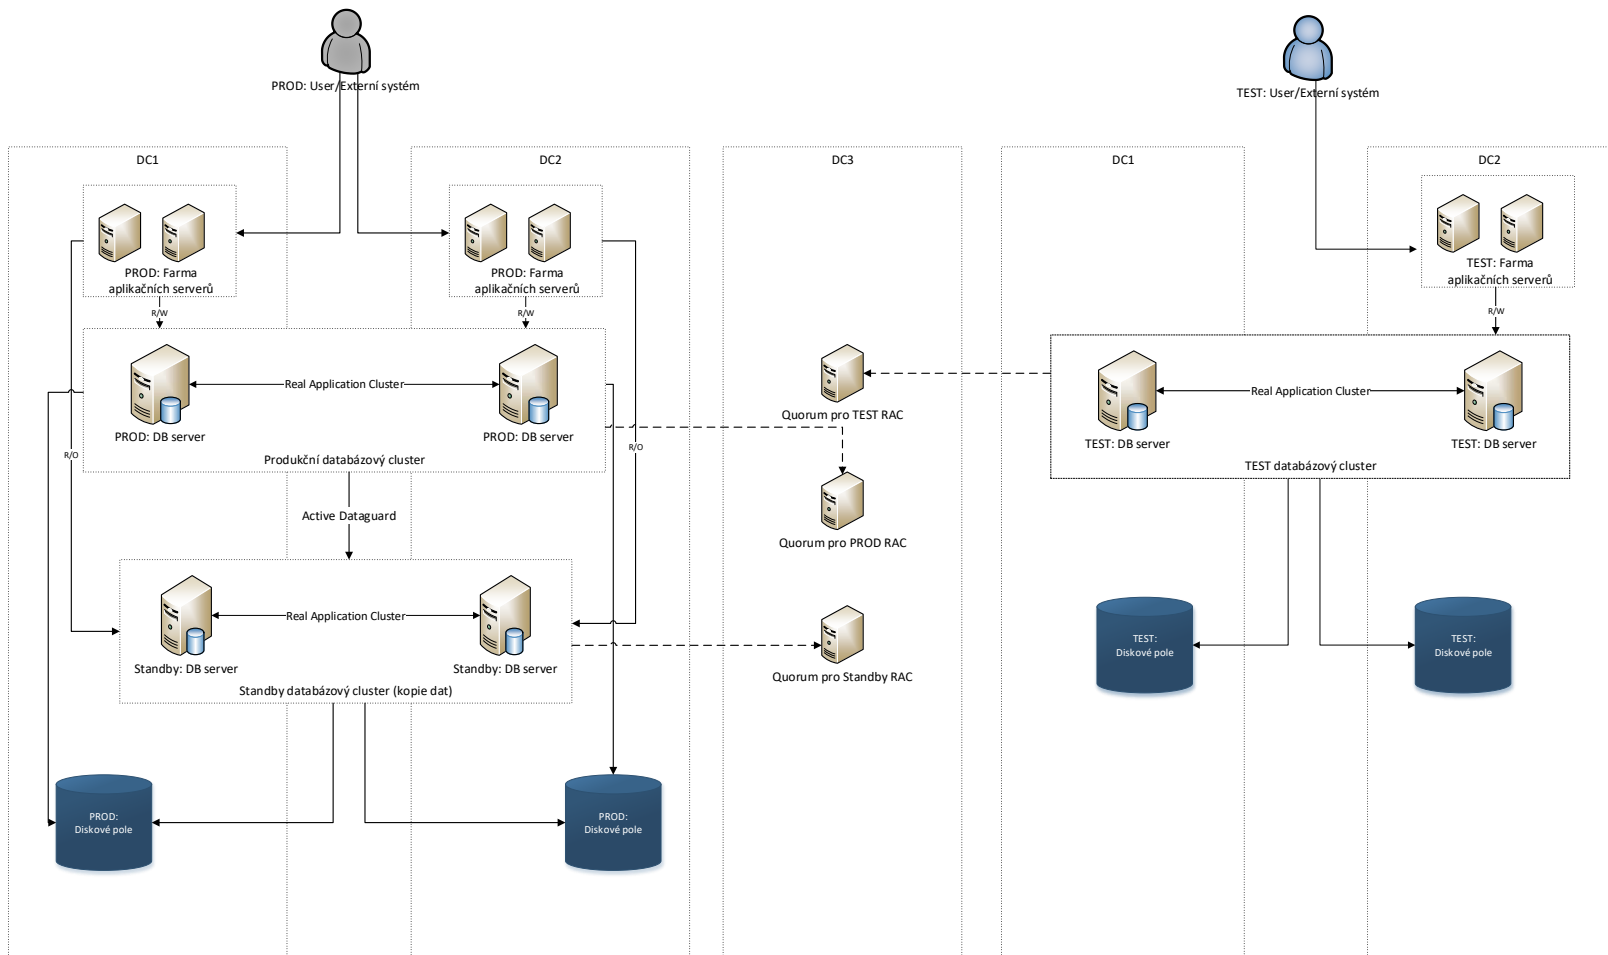 PROD: User/Externí systém
TEST: User/Externí systém
DC1
DC2
DC3
DC1
DC2
PROD: Farma
aplikačních serverů
PROD: Farma
aplikačních serverů
TEST: Farma
aplikačních serverů
R/W
R/W
R/W
Real Application Cluster
PROD: DB server
PROD: DB server
R/O
R/O
Produkční databázový cluster
Quorum pro TEST RAC
Real Application Cluster
TEST: DB server
TEST: DB server
TEST databázový cluster
Active Dataguard
Quorum pro PROD RAC
Real Application Cluster
Standby: DB server
Standby: DB server
Standby databázový cluster (kopie dat)
Quorum pro Standby RAC
TEST:
Diskové pole
TEST:
Diskové pole
PROD:
Diskové pole
PROD:
Diskové pole